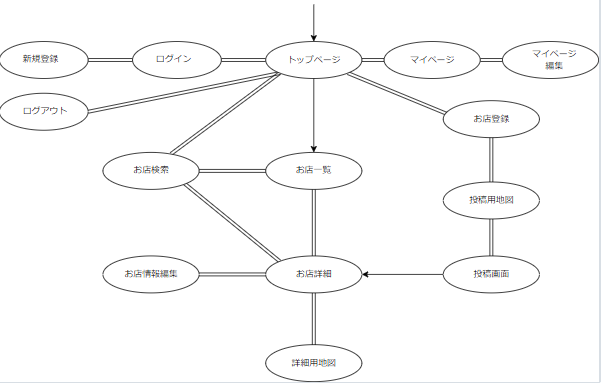 新規登録
ログイン
トップページ
マイページ
マイページ
編集
ログアウト
お店登録
お店検索
お店一覧
投稿用地図
お店情報編集
お店詳細
投稿画面
詳細用地図